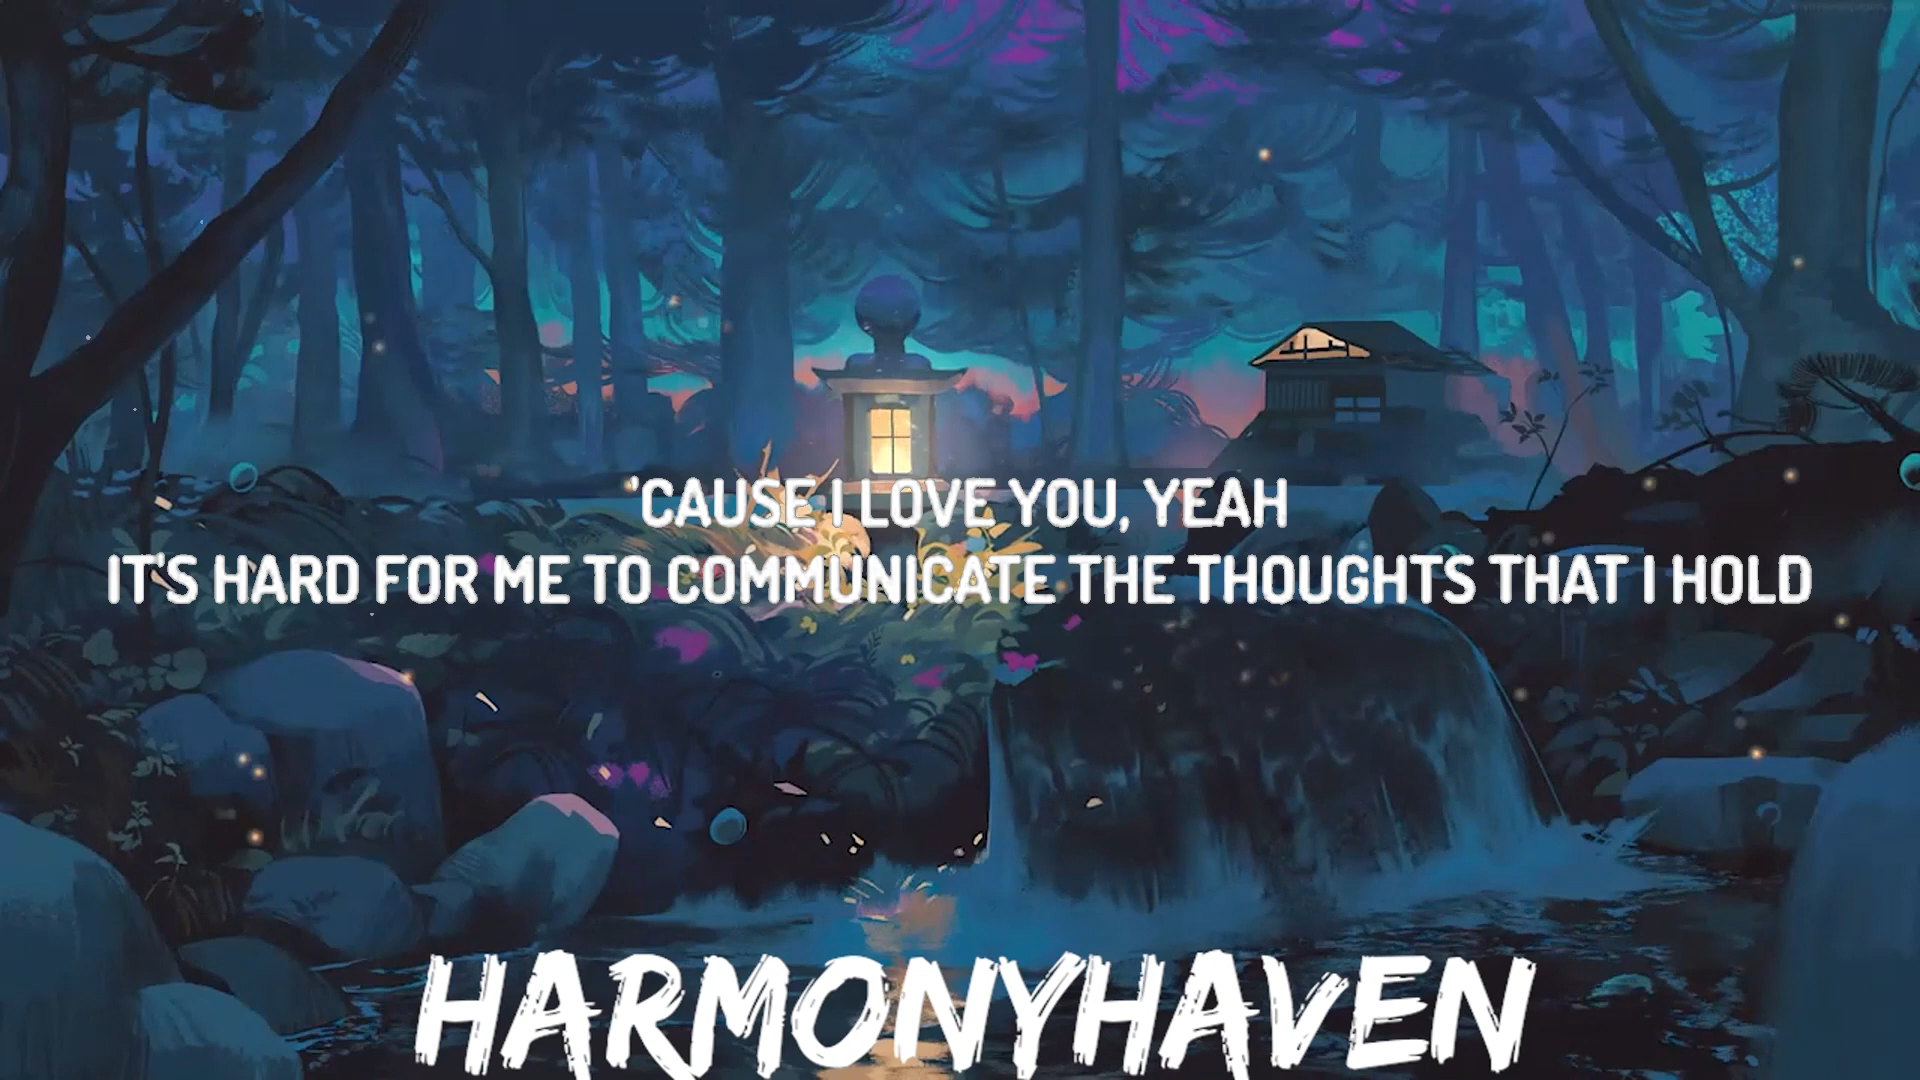 'CAUSE I LOVE YOU, YEAH
IT'S HARD FOR ME TO COMMUNICATE THE THOUGHTS THAT I HOLD
HARMONYHAVEN